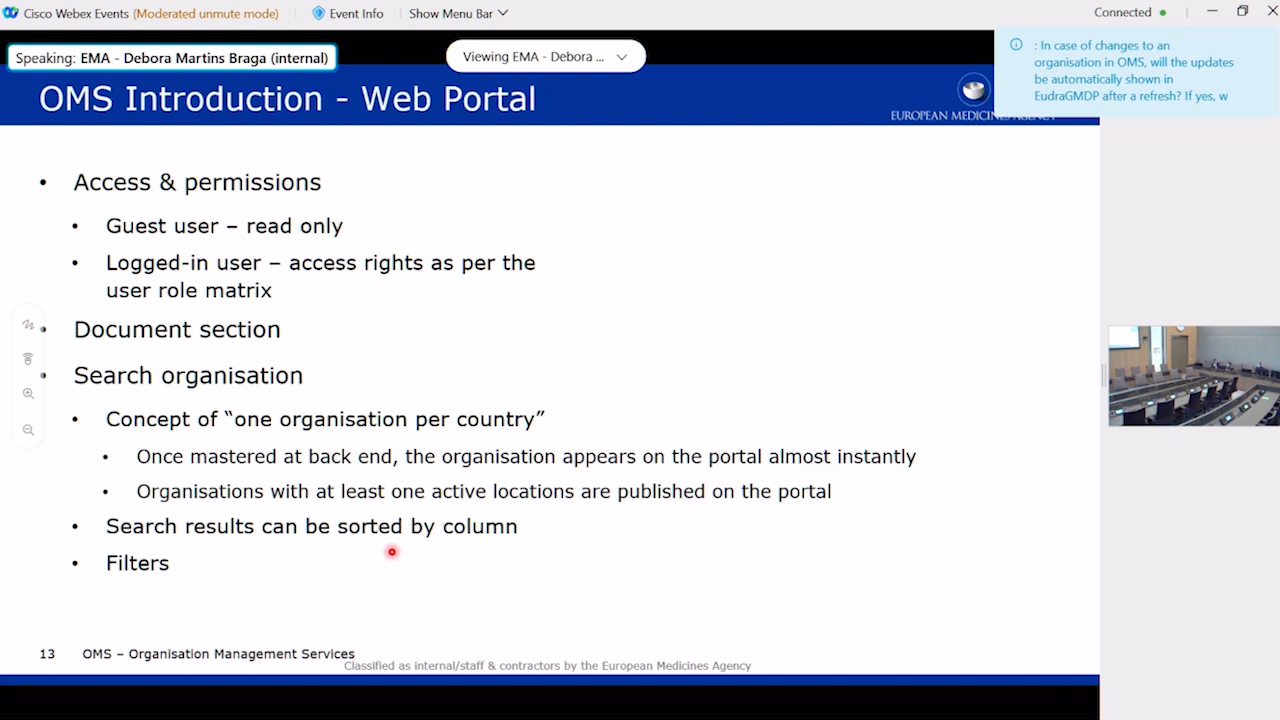 Cisco Webex Events (Moderated unmute mode)
Event Info
Show Menu Bar
Connected
Speaking: EMA - Debora Martins Braga (internal)
Viewing EMA - Debora ...
: In case of changes to an
organisation in OMS, will the updates
be automatically shown in
EudraGMDP after a refresh? If yes, w
OMS Introduction - Web Portal
EUROPEAN MEDICINES AGENCY
• Access & permissions
• Guest user – read only
• Logged-in user – access rights as per the
user role matrix
• Document section
• Search organisation
• Concept of “one organisation per country”
• Once mastered at back end, the organisation appears on the portal almost instantly
• Organisations with at least one active locations are published on the portal
• Search results can be sorted by column
• Filters
13 OMS – Organisation Management Services
Classified as internal/staff & contractors by the European Medicines Agency